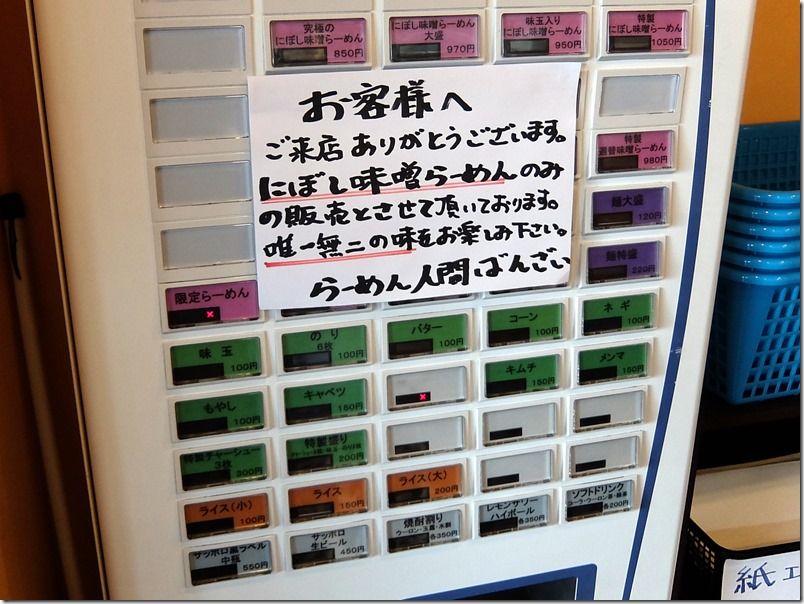 究極の
にぼし味噌らーめん
850円
にぼし味噌らーめん
大盛
970円
味玉入り
にぼし味噌らーめん
950円
特製
にぼし味噌らーめん
1050円
お客様へ
ご来店ありがとうございます。
にぼし味噌らーめんのみ
の販売とさせて頂いております。
唯一無二の味をお楽しみ下さい。
らーめん人間ばんざい
特製
980円
麺大盛
120円
麺特盛
220円
限定らーめん
味玉
100円
のり
6枚
100円
バター
100円
コーン
100円
ネギ
100円
もやし
100円
キャベツ
150円
キムチ
150円
メンマ
150円
特製チャーシュー
3枚
300円
特製盛り
200円
ライス(小)
100円
ライス
150円
ライス(大)
200円
サッポロ黒ラベル
中瓶
550円
サッポロ
生ビール
450円
焼酎割り
ウーロン・玉露・水割
各350円
レモンサワー
ハイボール
各350円
ソフトドリンク
各200円
紙エ